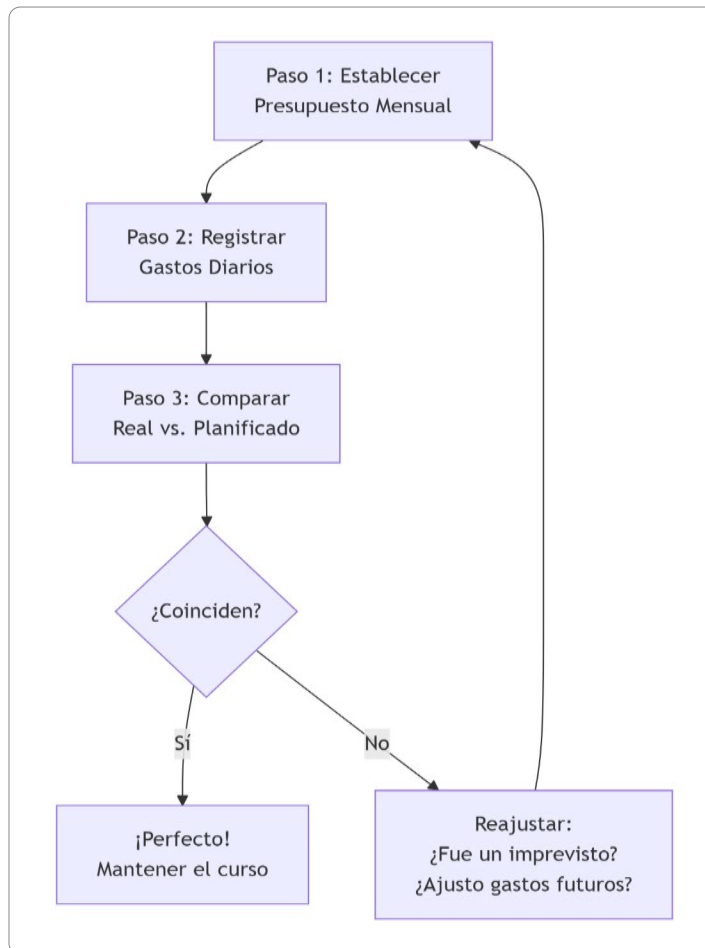 Paso 1: Establecer
Presupuesto Mensual
Paso 2: Registrar
Gastos Diarios
Paso 3: Comparar
Real vs. Planificado
¿Coinciden?
Sí
No
¡Perfecto!
Mantener el curso
Reajustar:
¿Fue un imprevisto?
¿Ajusto gastos futuros?